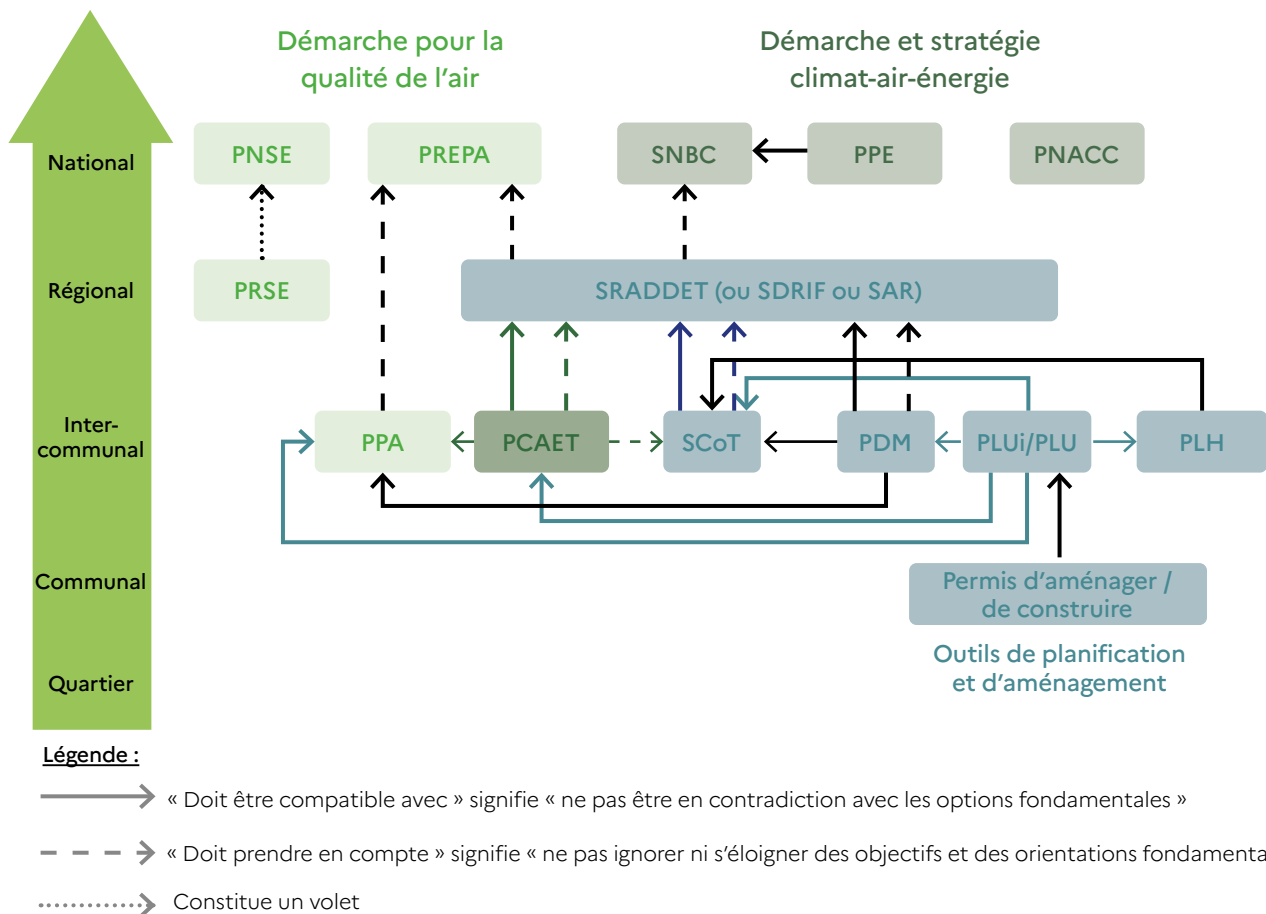 Démarche pour la
qualité de l'air
Démarche et stratégie
climat-air-énergie
National
PNSE
PREPA
SNBC
PPE
PNACC
Régional
PRSE
SRADDET (ou SDRIF ou SAR)
Inter-
communal
PPA
PCAET
SCoT
PDM
PLUi/PLU
PLH
Communal
Permis d'aménager /
de construire
Outils de planification
et d'aménagement
Quartier
Légende :
« Doit être compatible avec » signifie « ne pas être en contradiction avec les options fondamentales »
« Doit prendre en compte » signifie « ne pas ignorer ni s'éloigner des objectifs et des orientations fondamenta
Constitue un volet